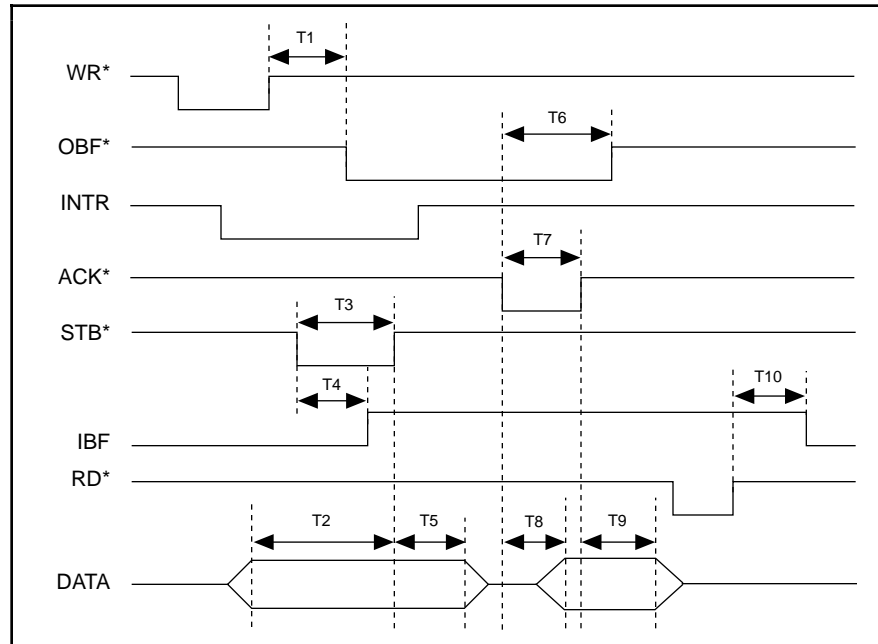 T1
WR*
T6
OBF*
INTR
T7
ACK*
T3
STB*
T4
T10
IBF
RD*
T2
T5
T8
T9
DATA